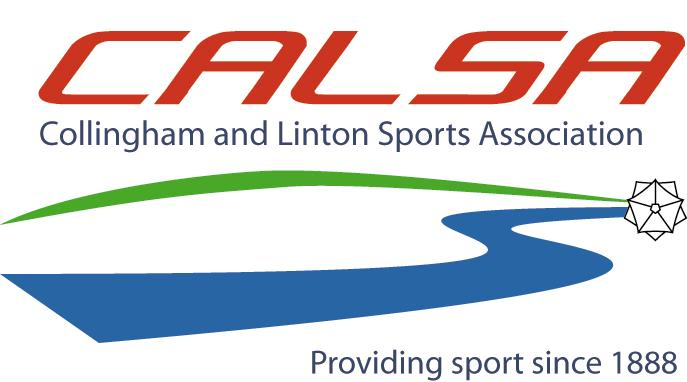 CALSA
Collingham and Linton Sports Association
Providing sport since 1888